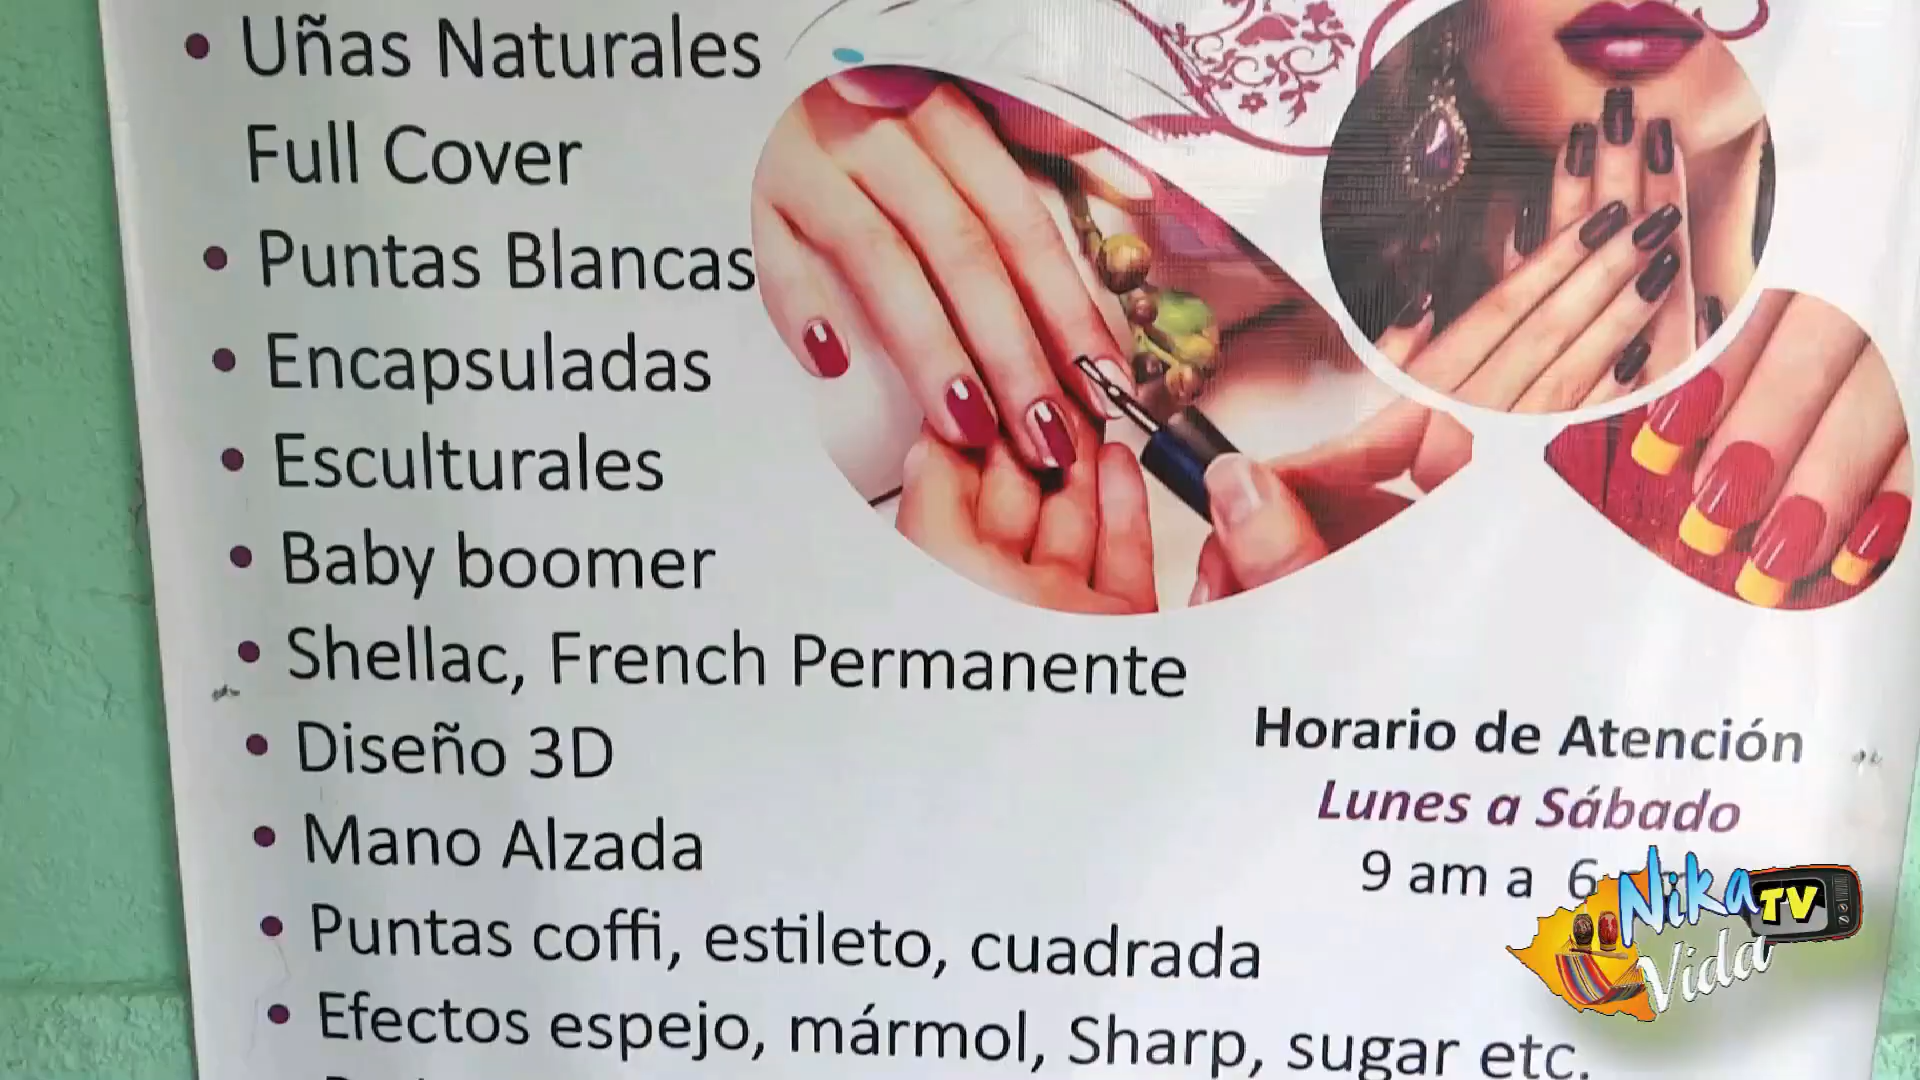 • Uñas Naturales
Full Cover
• Puntas Blancas
• Encapsuladas
• Esculturales
• Baby boomer
• Shellac, French Permanente
• Diseño 3D
• Mano Alzada
• Puntas coffi, estileto, cuadrada
• Efectos espejo, mármol, Sharp, sugar etc.
Horario de Atención
Lunes a Sábado
9 am a 6
Nika TV
Vida